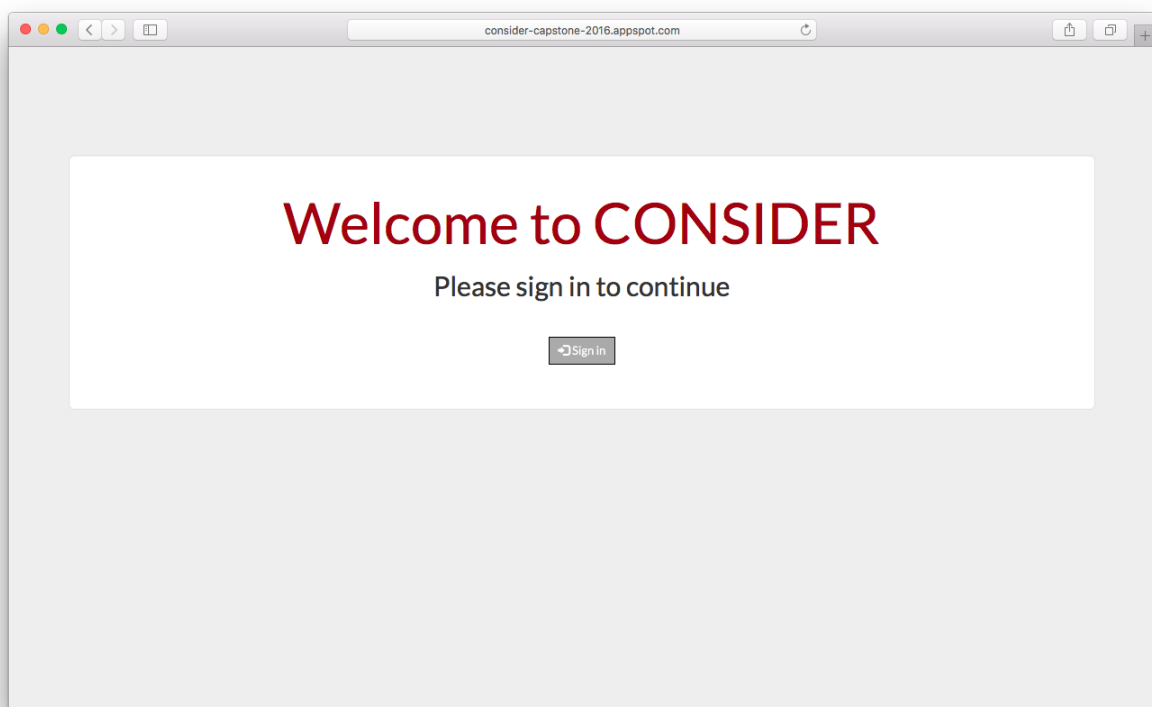 consider-capstone-2016.appspot.com
Welcome to CONSIDER
Please sign in to continue
Sign in